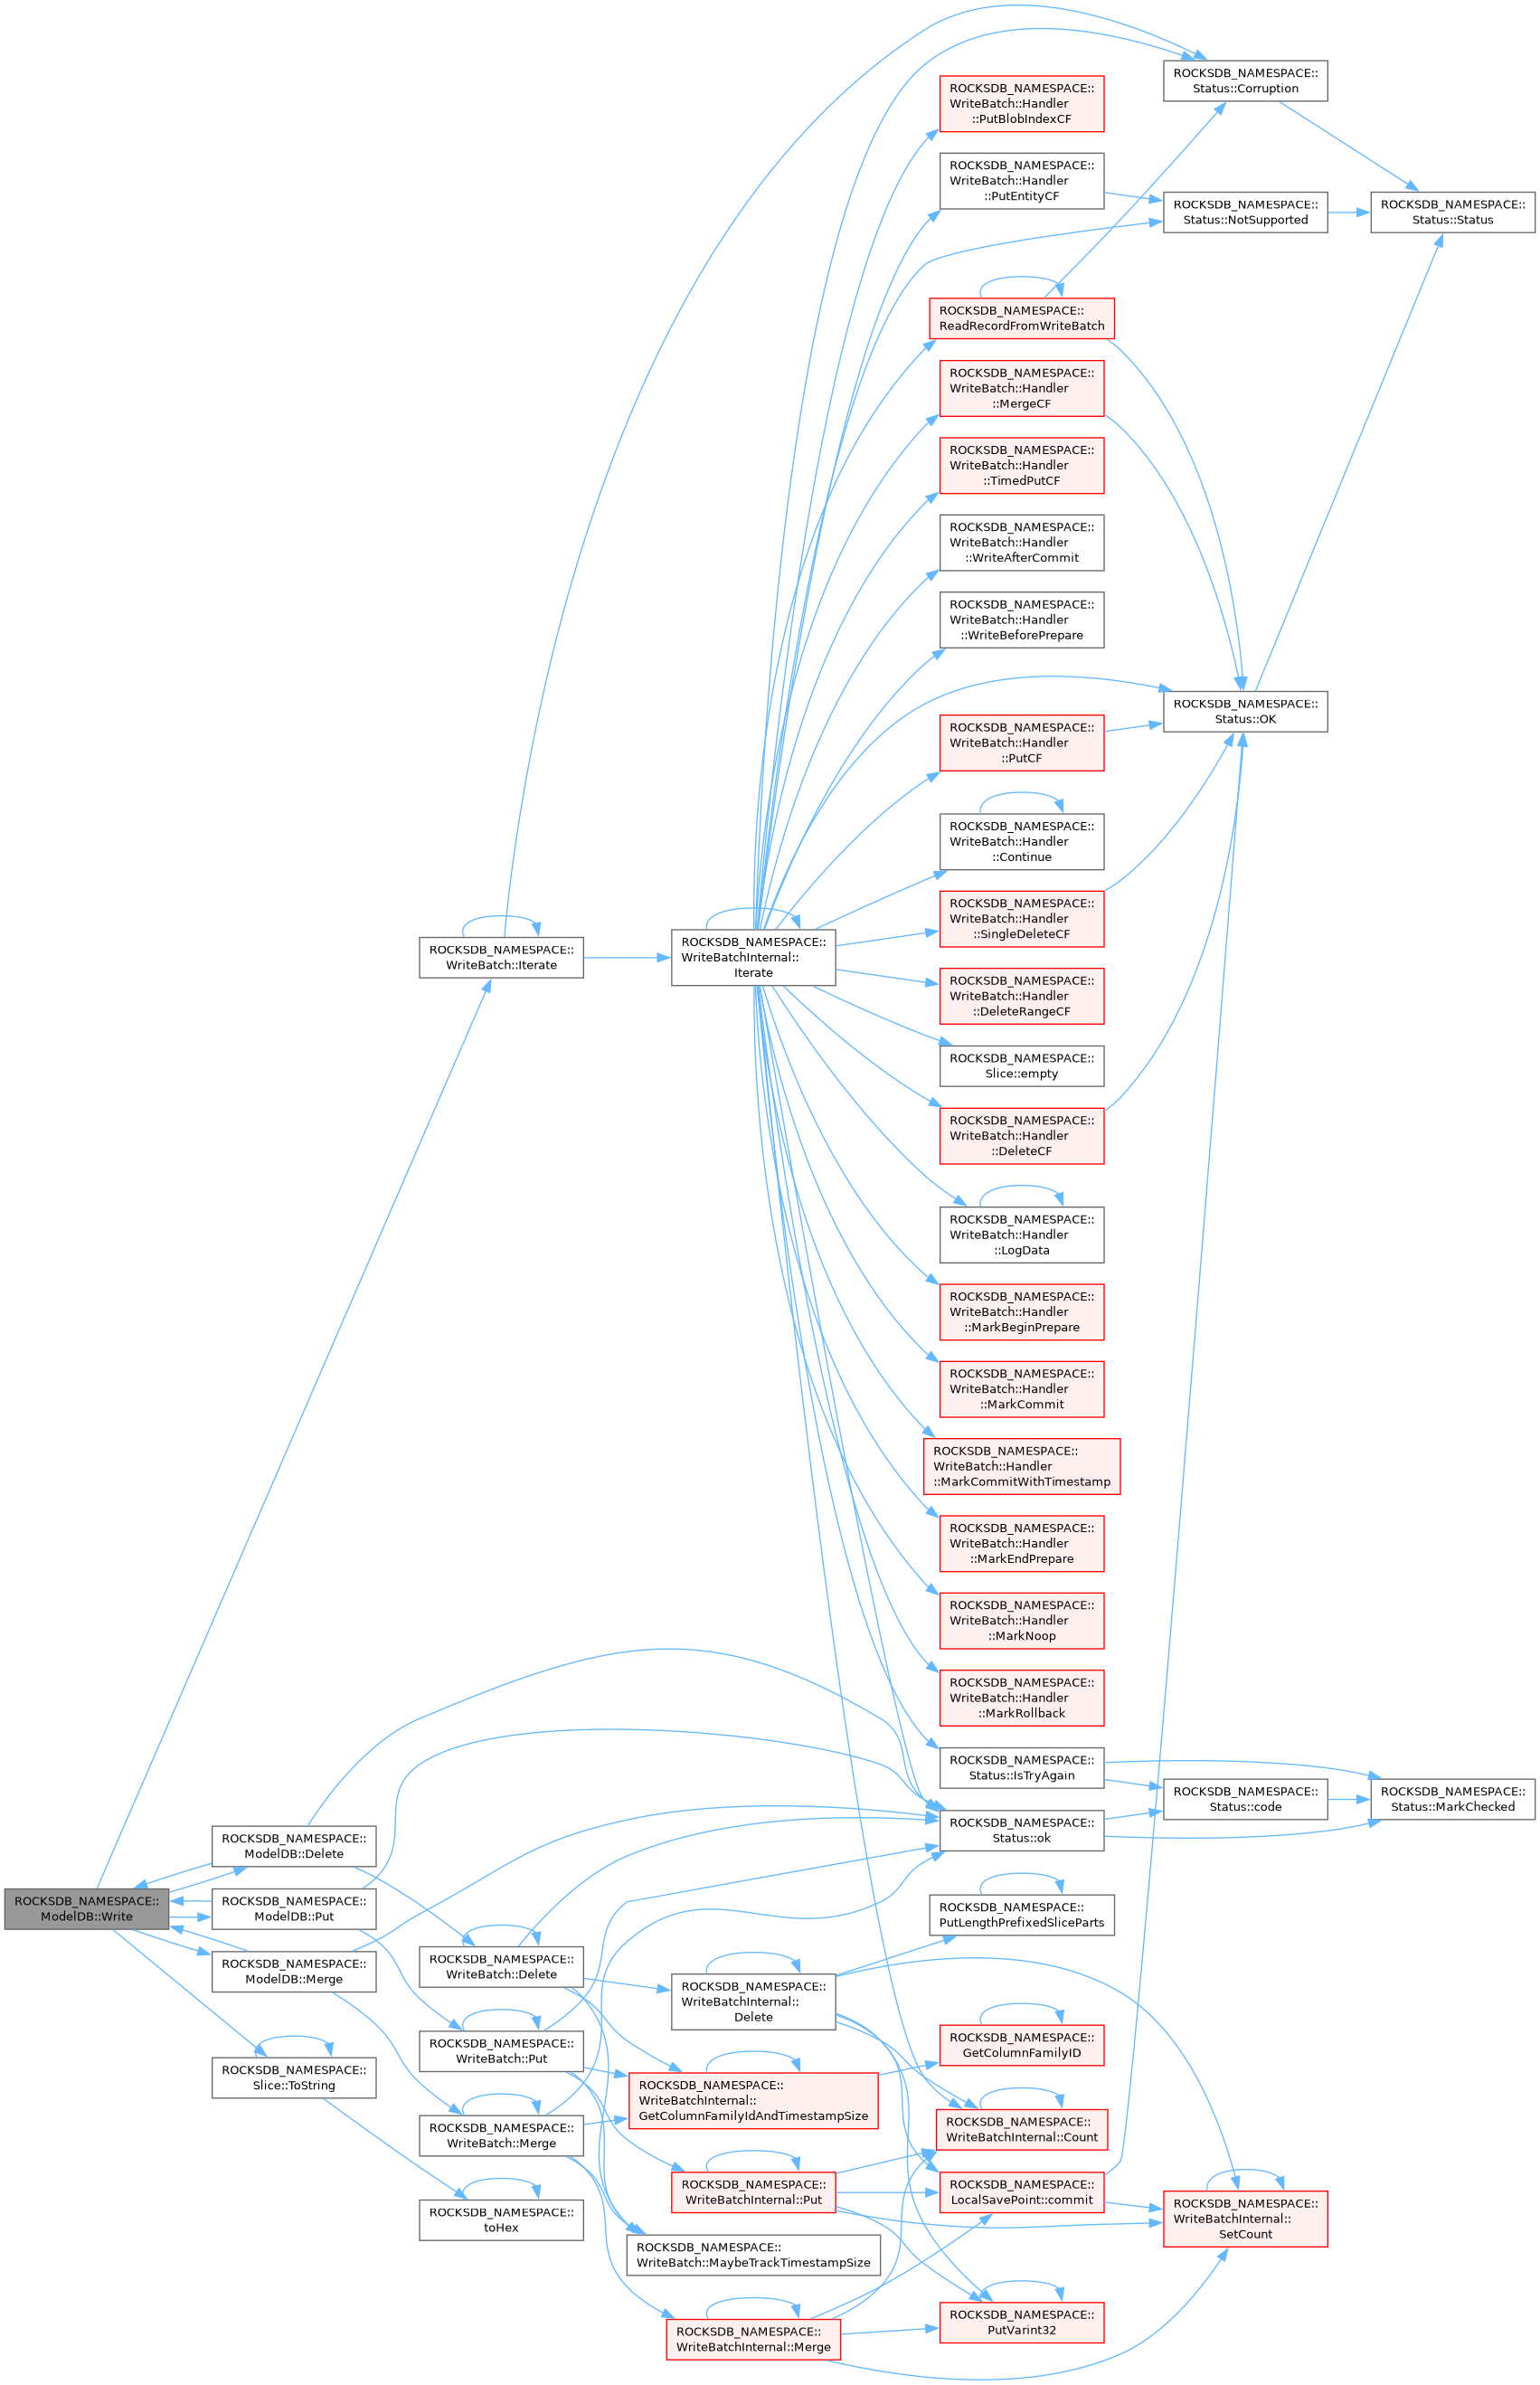 ROCKSDB_NAMESPACE::
ModelDB::Write
ROCKSDB_NAMESPACE::
ModelDB::Delete
ROCKSDB_NAMESPACE::
ModelDB::Put
ROCKSDB_NAMESPACE::
ModelDB::Merge
ROCKSDB_NAMESPACE::
Slice::ToString
ROCKSDB_NAMESPACE::
WriteBatch::Iterate
ROCKSDB_NAMESPACE::
WriteBatch::Delete
ROCKSDB_NAMESPACE::
WriteBatch::Put
ROCKSDB_NAMESPACE::
WriteBatch::Merge
ROCKSDB_NAMESPACE::
toHex
ROCKSDB_NAMESPACE::
WriteBatchInternal::
Iterate
ROCKSDB_NAMESPACE::
WriteBatchInternal::
Delete
ROCKSDB_NAMESPACE::
WriteBatchInternal::
GetColumnFamilyIdAndTimestampSize
ROCKSDB_NAMESPACE::
WriteBatchInternal::Put
ROCKSDB_NAMESPACE::
WriteBatch::MaybeTrackTimestampSize
ROCKSDB_NAMESPACE::
WriteBatchInternal::Merge
ROCKSDB_NAMESPACE::
WriteBatch::Handler
::PutBlobIndexCF
ROCKSDB_NAMESPACE::
WriteBatch::Handler
::PutEntityCF
ROCKSDB_NAMESPACE::
ReadRecordFromWriteBatch
ROCKSDB_NAMESPACE::
WriteBatch::Handler
::MergeCF
ROCKSDB_NAMESPACE::
WriteBatch::Handler
::TimedPutCF
ROCKSDB_NAMESPACE::
WriteBatch::Handler
::WriteAfterCommit
ROCKSDB_NAMESPACE::
WriteBatch::Handler
::WriteBeforePrepare
ROCKSDB_NAMESPACE::
WriteBatch::Handler
::PutCF
ROCKSDB_NAMESPACE::
WriteBatch::Handler
::Continue
ROCKSDB_NAMESPACE::
WriteBatch::Handler
::SingleDeleteCF
ROCKSDB_NAMESPACE::
WriteBatch::Handler
::DeleteRangeCF
ROCKSDB_NAMESPACE::
Slice::empty
ROCKSDB_NAMESPACE::
WriteBatch::Handler
::DeleteCF
ROCKSDB_NAMESPACE::
WriteBatch::Handler
::LogData
ROCKSDB_NAMESPACE::
WriteBatch::Handler
::MarkBeginPrepare
ROCKSDB_NAMESPACE::
WriteBatch::Handler
::MarkCommit
ROCKSDB_NAMESPACE::
WriteBatch::Handler
::MarkCommitWithTimestamp
ROCKSDB_NAMESPACE::
WriteBatch::Handler
::MarkEndPrepare
ROCKSDB_NAMESPACE::
WriteBatch::Handler
::MarkNoop
ROCKSDB_NAMESPACE::
WriteBatch::Handler
::MarkRollback
ROCKSDB_NAMESPACE::
Status::IsTryAgain
ROCKSDB_NAMESPACE::
Status::ok
ROCKSDB_NAMESPACE::
PutLengthPrefixedSliceParts
ROCKSDB_NAMESPACE::
GetColumnFamilyID
ROCKSDB_NAMESPACE::
WriteBatchInternal::Count
ROCKSDB_NAMESPACE::
LocalSavePoint::commit
ROCKSDB_NAMESPACE::
PutVarint32
ROCKSDB_NAMESPACE::
Status::Corruption
ROCKSDB_NAMESPACE::
Status::NotSupported
ROCKSDB_NAMESPACE::
Status::OK
ROCKSDB_NAMESPACE::
Status::code
ROCKSDB_NAMESPACE::
WriteBatchInternal::
SetCount
ROCKSDB_NAMESPACE::
Status::Status
ROCKSDB_NAMESPACE::
Status::MarkChecked